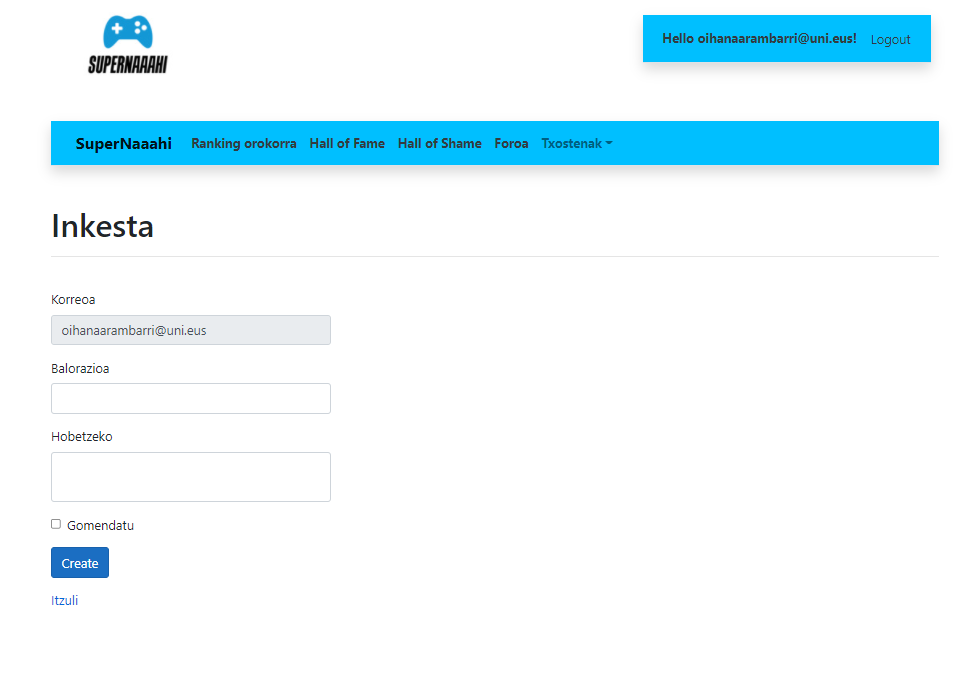 SUPERNAAAHI
Hello oihanaarambarri@uni.eus! Logout
SuperNaaahi Ranking orokorra Hall of Fame Hall of Shame Foroa Txostenak
Inkesta
Korreoa
oihanaarambarri@uni.eus
Balorazioa
Hobetzeko
Gomendatu
Create
Itzuli